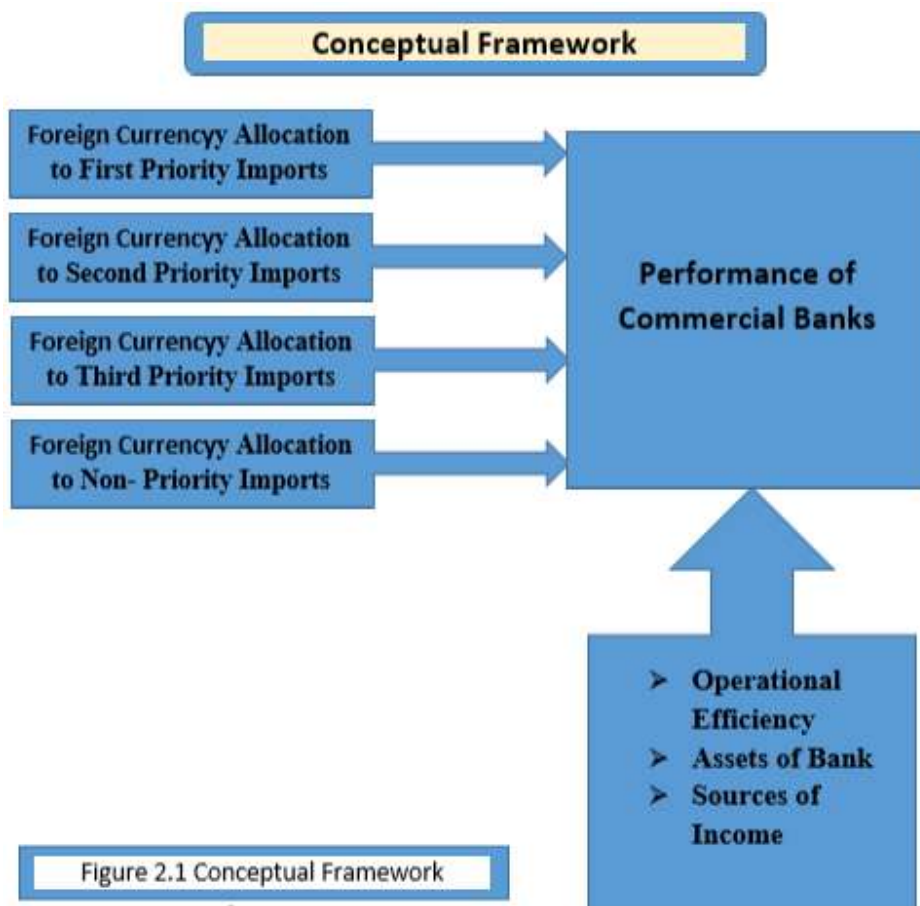 Conceptual Framework
Foreign Currencyy Allocation
to First Priority Imports
Foreign Currencyy Allocation
to Second Priority Imports
Foreign Currencyy Allocation
to Third Priority Imports
Foreign Currencyy Allocation
to Non- Priority Imports
Performance of
Commercial Banks
➢ Operational
Efficiency
➢ Assets of Bank
➢ Sources of
Income
Figure 2.1 Conceptual Framework